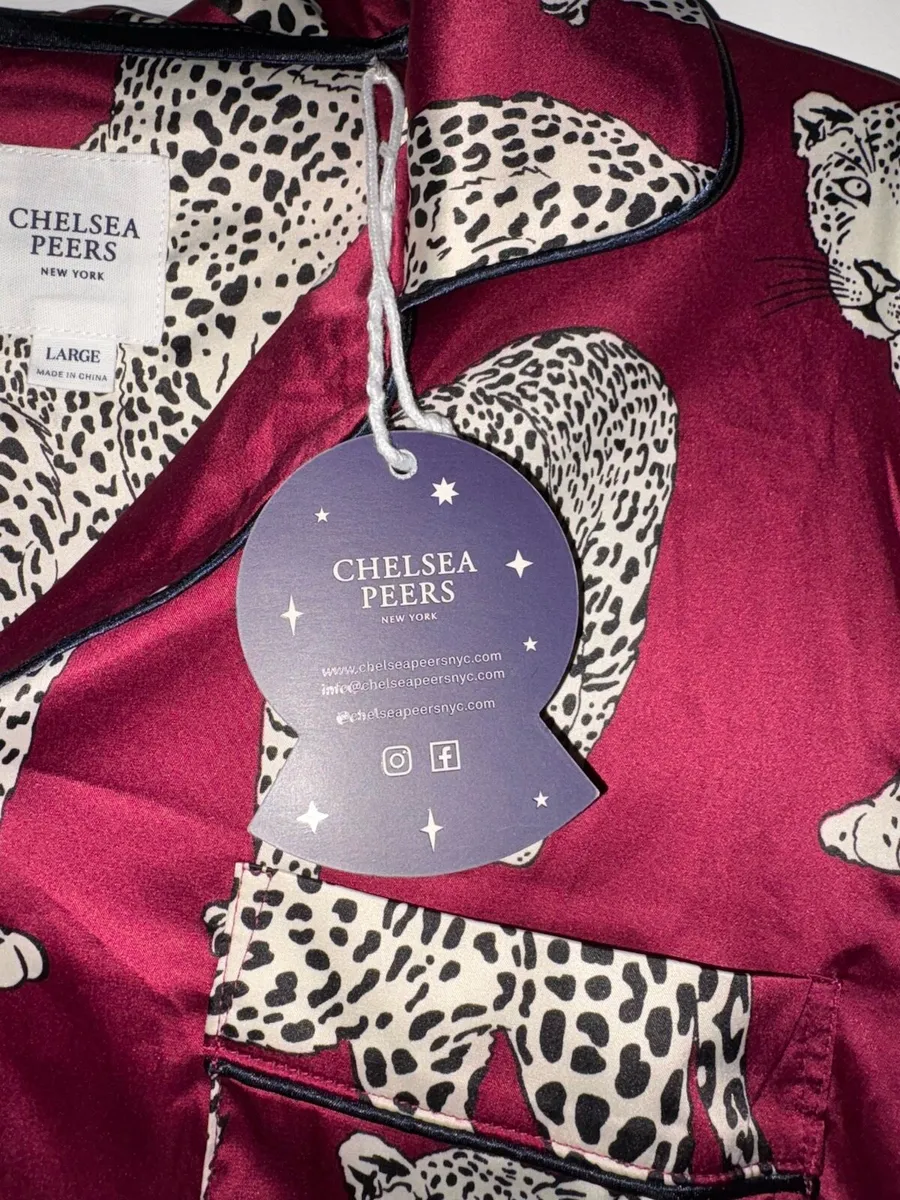 CHELSEA
PEERS
NEW YORK
LARGE
MADE IN CHINA
CHELSEA
PEERS
NEW YORK
www.chelseapeersnyc.com
info@chelseapeersnyc.com
@chelseapeersnyc.com